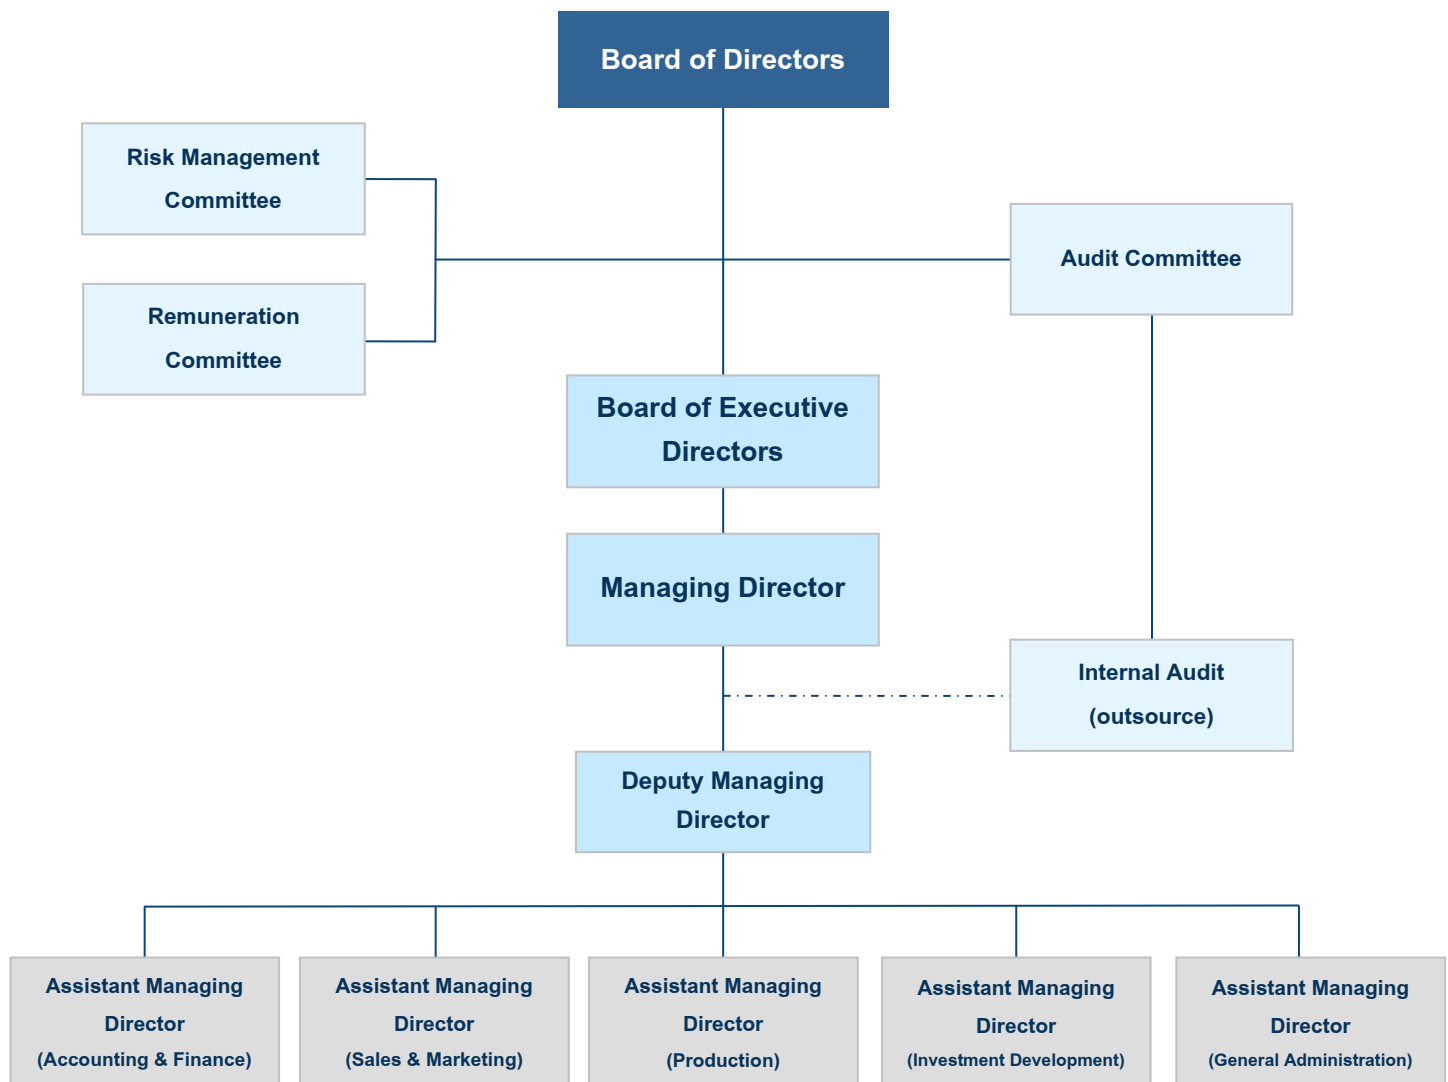 Board of Directors
Risk Management
Committee
Audit Committee
Remuneration
Committee
Board of Executive
Directors
Managing Director
Internal Audit
(outsource)
Deputy Managing
Director
Assistant Managing
Director
(Accounting & Finance)
Assistant Managing
Director
(Sales & Marketing)
Assistant Managing
Director
(Production)
Assistant Managing
Director
(Investment Development)
Assistant Managing
Director
(General Administration)